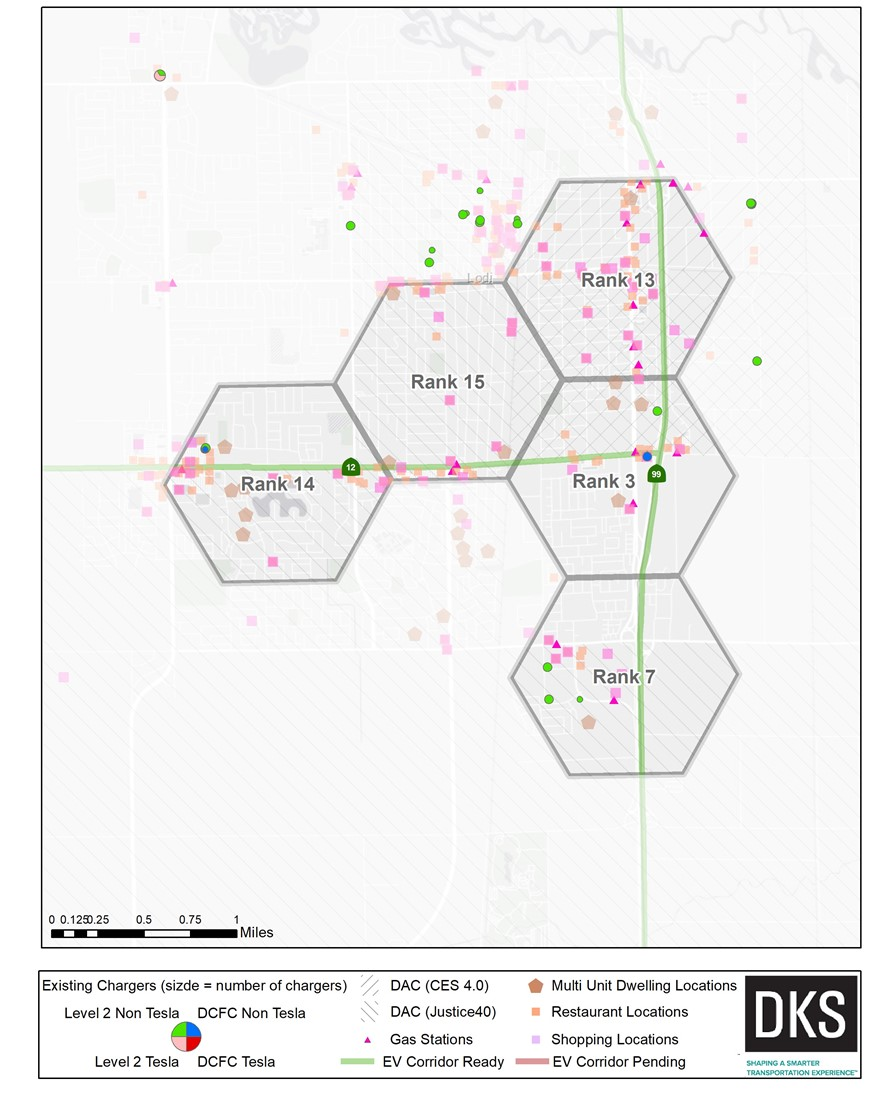 Lodi
Rank 13
Rank 15
12
Rank 14
99
Rank 3
Rank 7
0 0.1250.25 0.5 0.75 1
Miles
Existing Chargers (sizde = number of chargers)
Level 2 Non Tesla DCFC Non Tesla
Level 2 Tesla DCFC Tesla
DAC (CES 4.0)
DAC (Justice40)
Gas Stations
EV Corridor Ready
Multi Unit Dwelling Locations
Restaurant Locations
Shopping Locations
EV Corridor Pending
DKS
SHAPING A SMARTER
TRANSPORTATION EXPERIENCE™